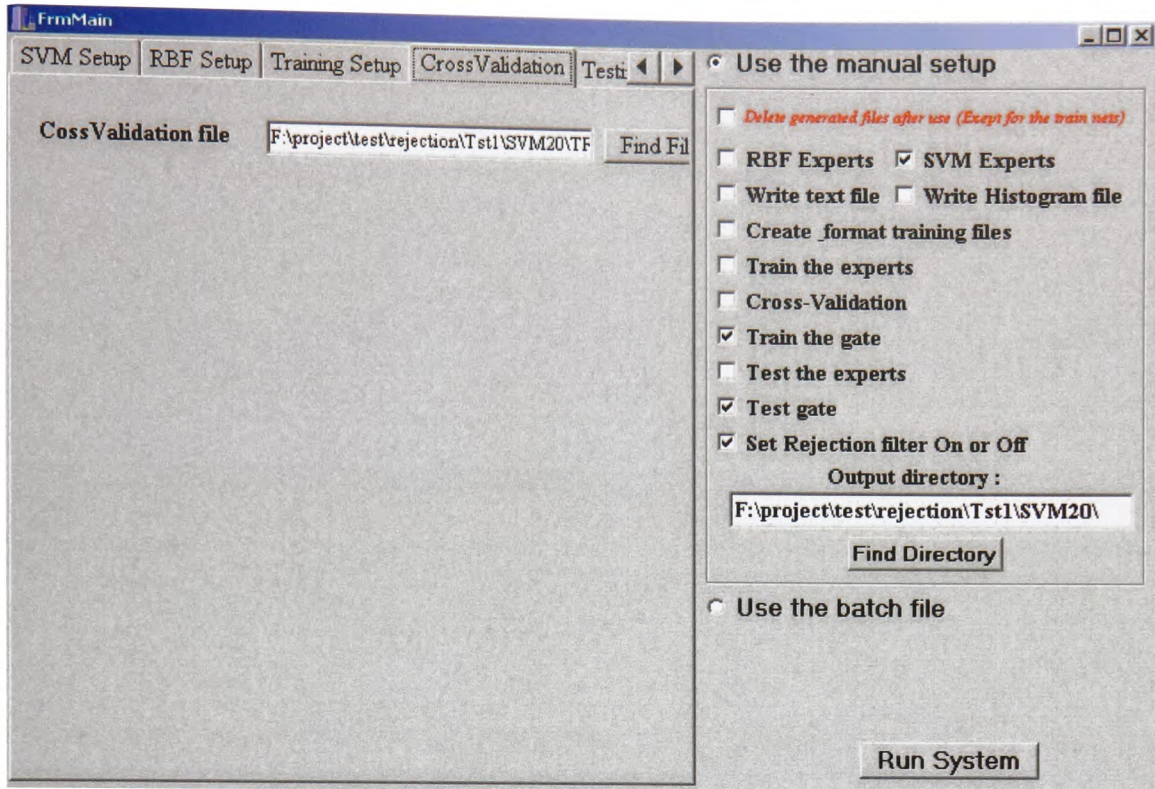 FrmMain
SVM Setup RBF Setup Training Setup CrossValidation Testi
CossValidation file F:\project\test\rejection\Tst1\SVM20\TF Find Fil
Use the manual setup
Delete generated files after use (Exept for the train nets)
RBF Experts SVM Experts
Write text file Write Histogram file
Create _format training files
Train the experts
Cross-Validation
Train the gate
Test the experts
Test gate
Set Rejection filter On or Off
Output directory :
F:\project\test\rejection\Tst1\SVM20\
Find Directory
Use the batch file
Run System